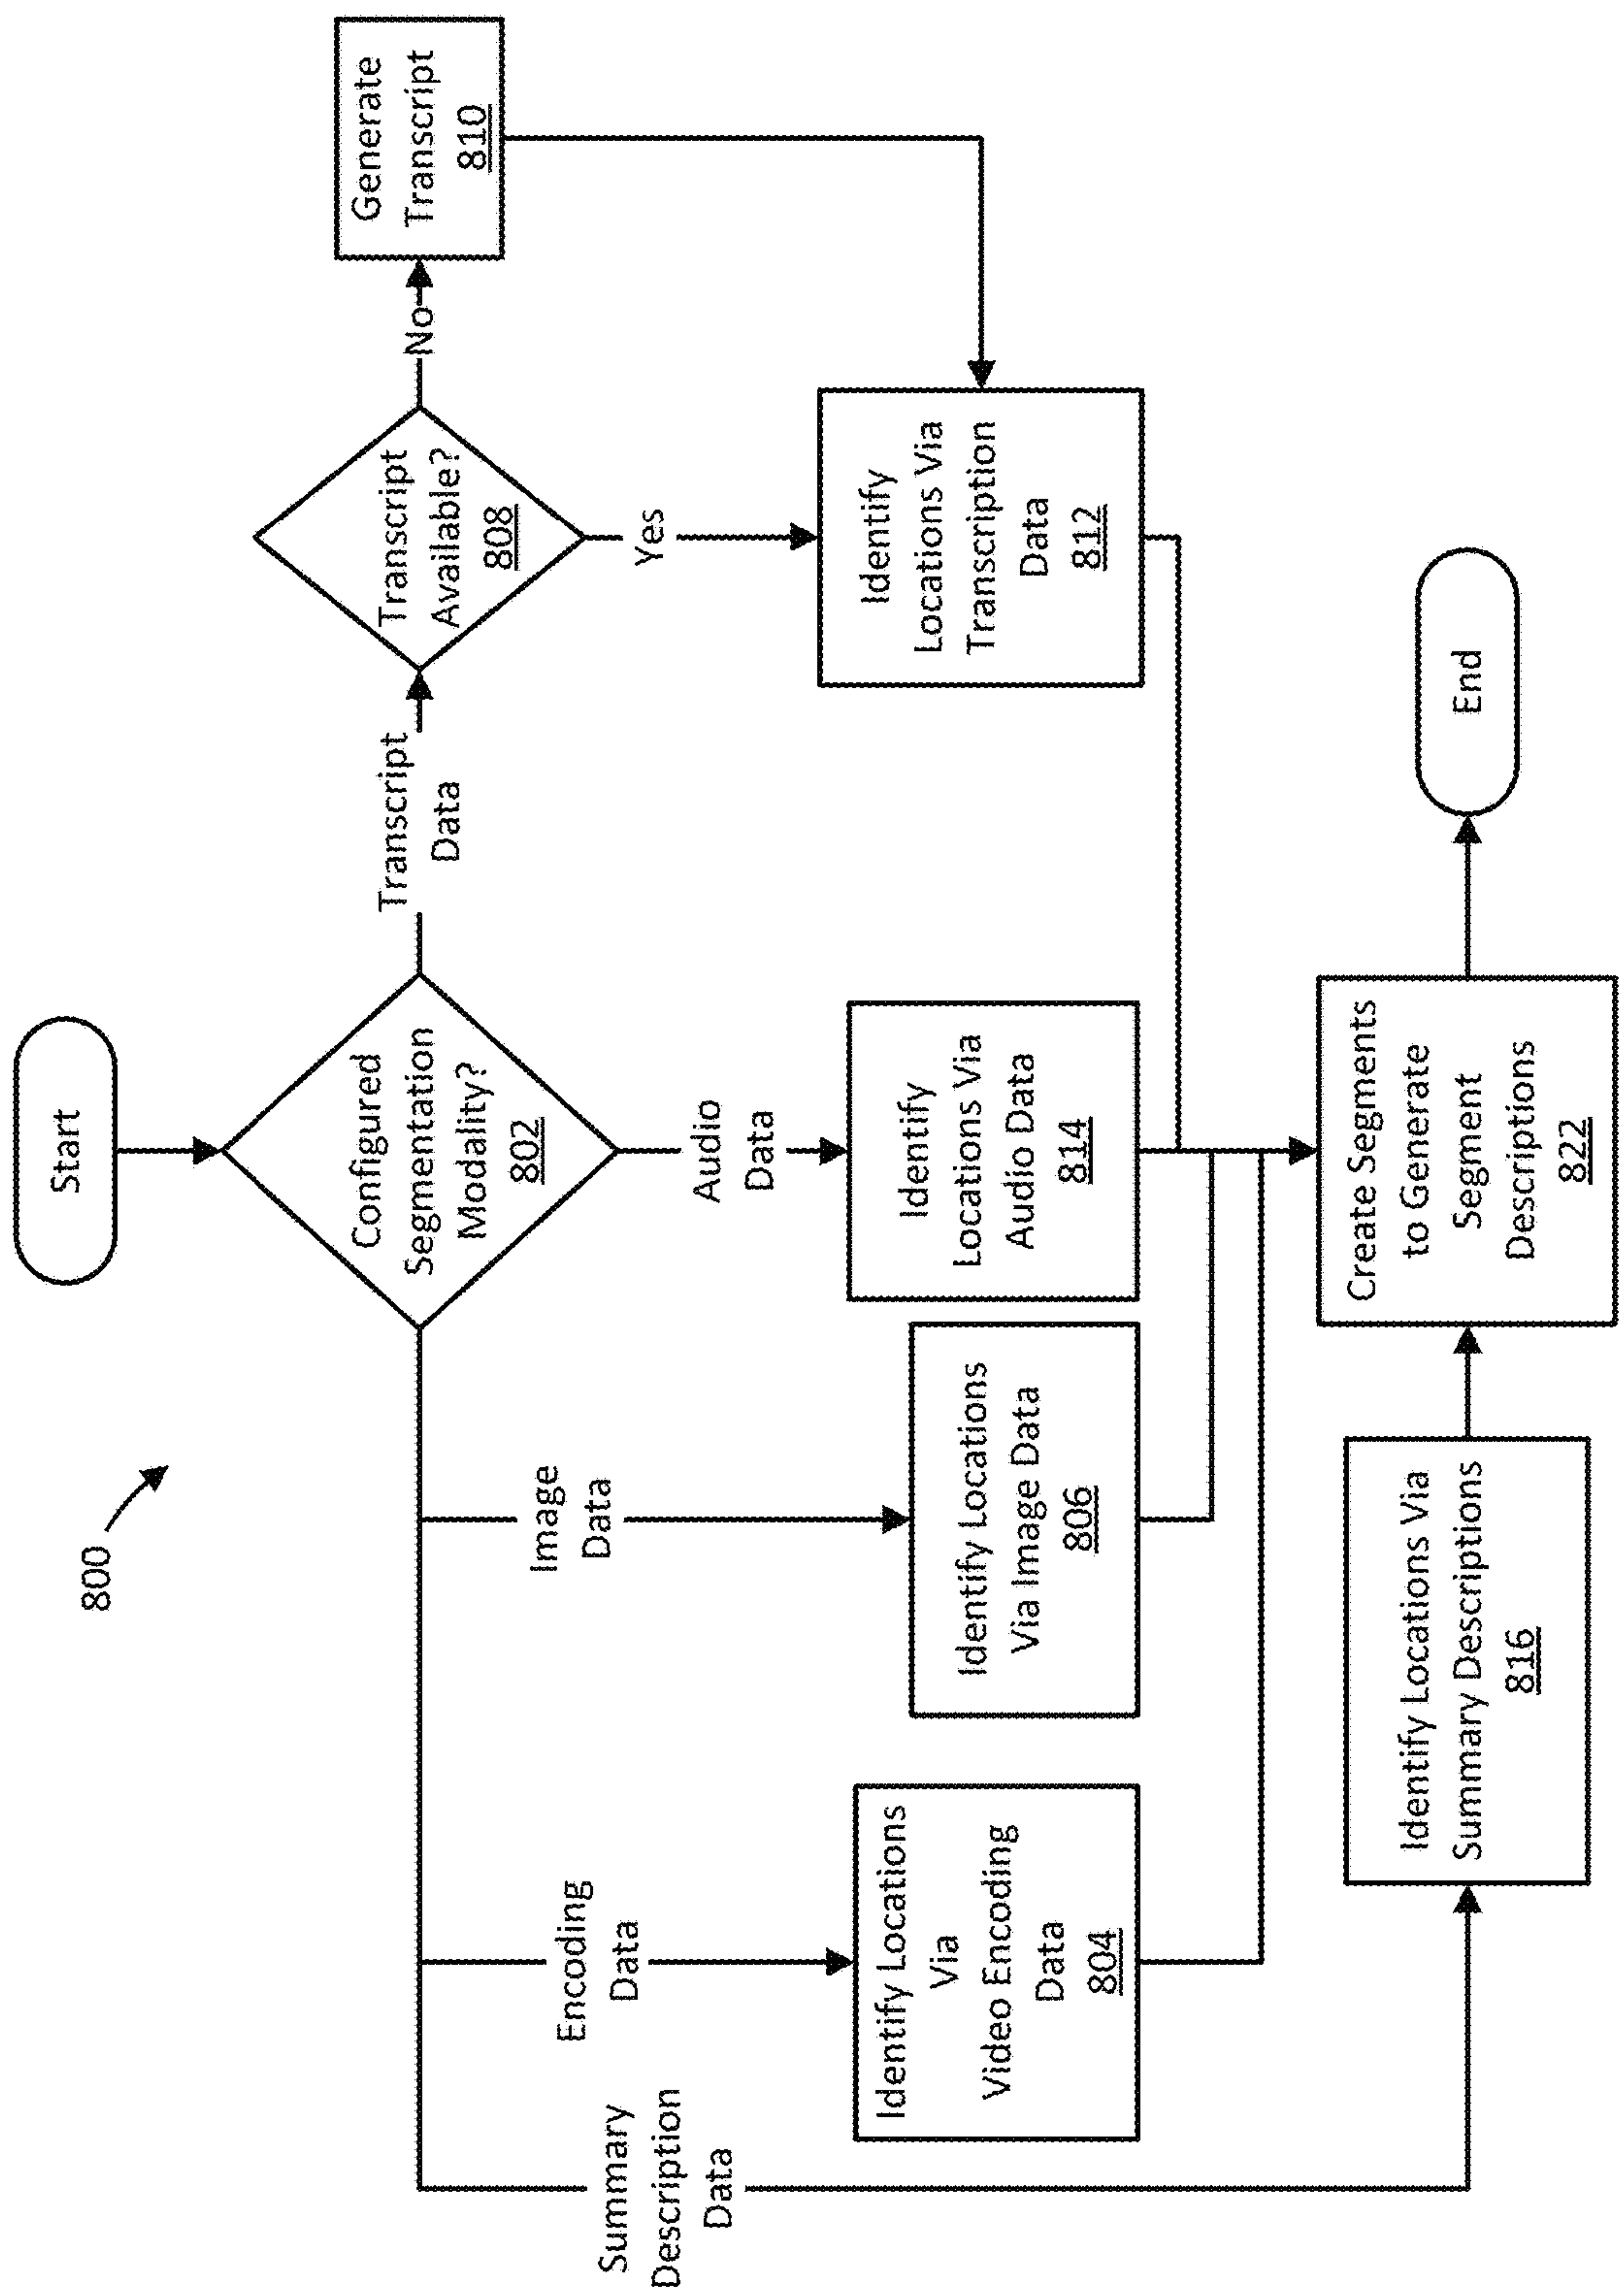 800
Start
Configured
Segmentation
Modality?
802
Transcript
Data
Transcript
Available?
808
No
Generate
Transcript
810
Summary
Description
Data
Encoding
Data
Image
Data
Audio
Data
Yes
Identify Locations
Via
Video Encoding
Data
804
Identify Locations
Via Image Data
806
Identify
Locations Via
Audio Data
814
Identify
Locations Via
Transcription
Data
812
Identify Locations Via
Summary Descriptions
816
Create Segments
to Generate
Segment
Descriptions
822
End